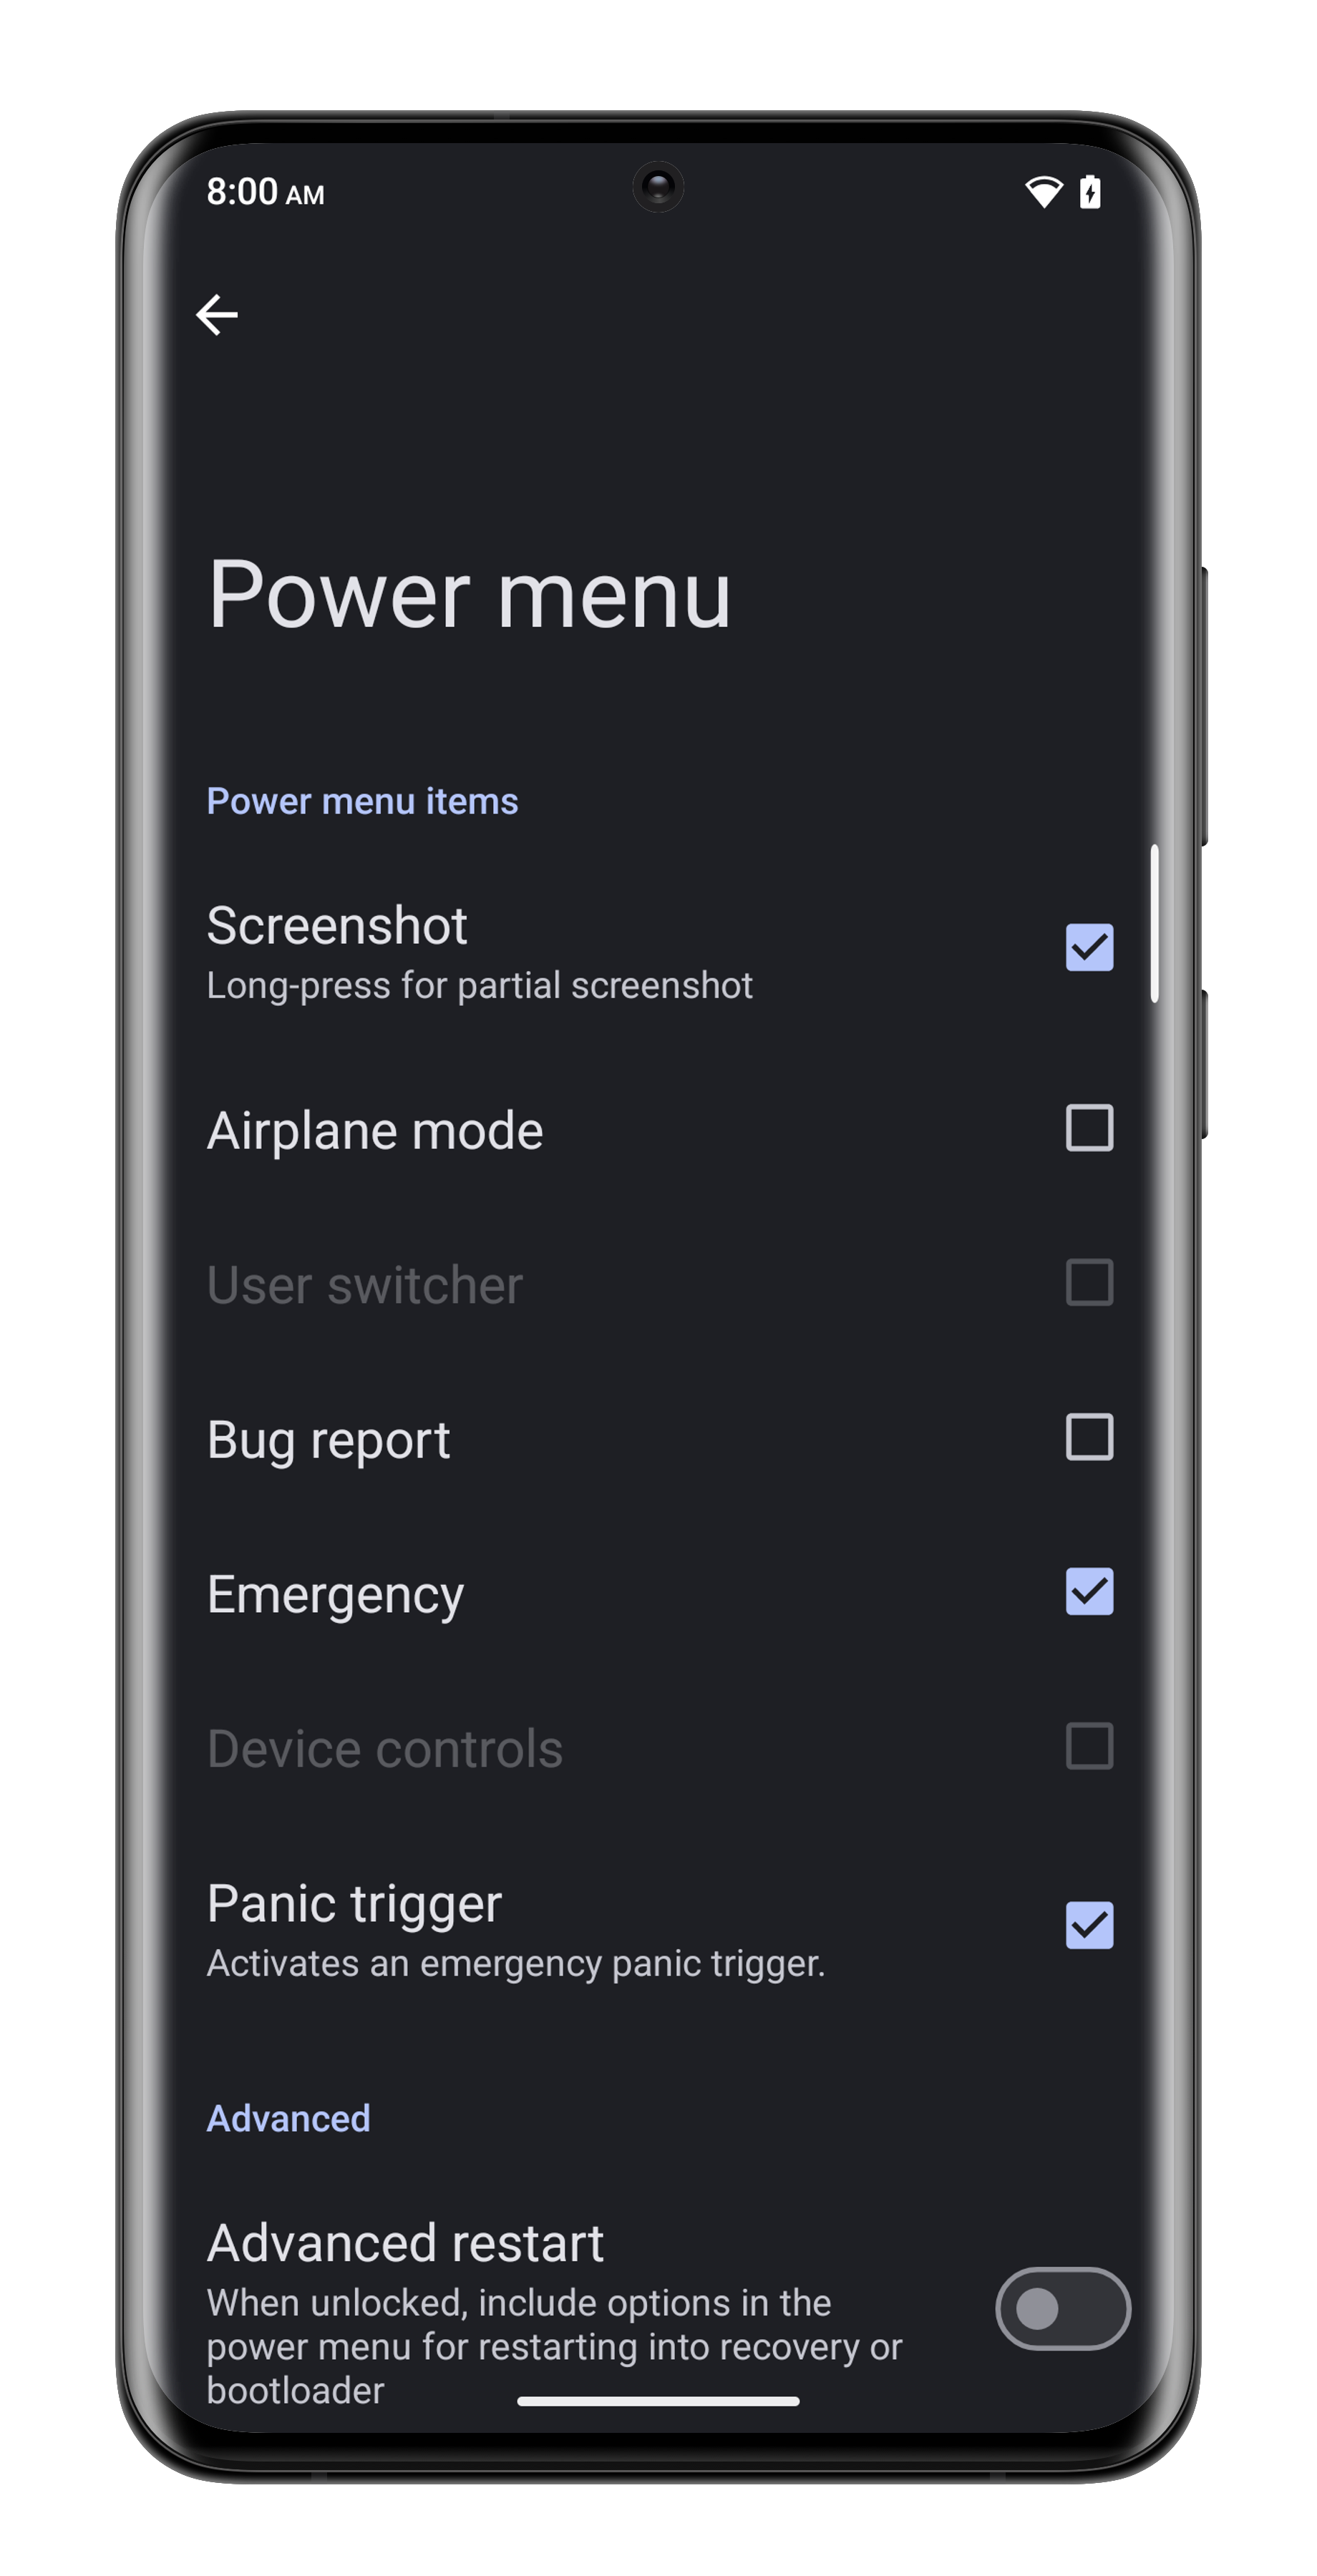 8:00 AM
Power menu
Power menu items
Screenshot
Long-press for partial screenshot
Airplane mode
User switcher
Bug report
Emergency
Device controls
Panic trigger
Activates an emergency panic trigger.
Advanced
Advanced restart
When unlocked, include options in the
power menu for restarting into recovery or
bootloader